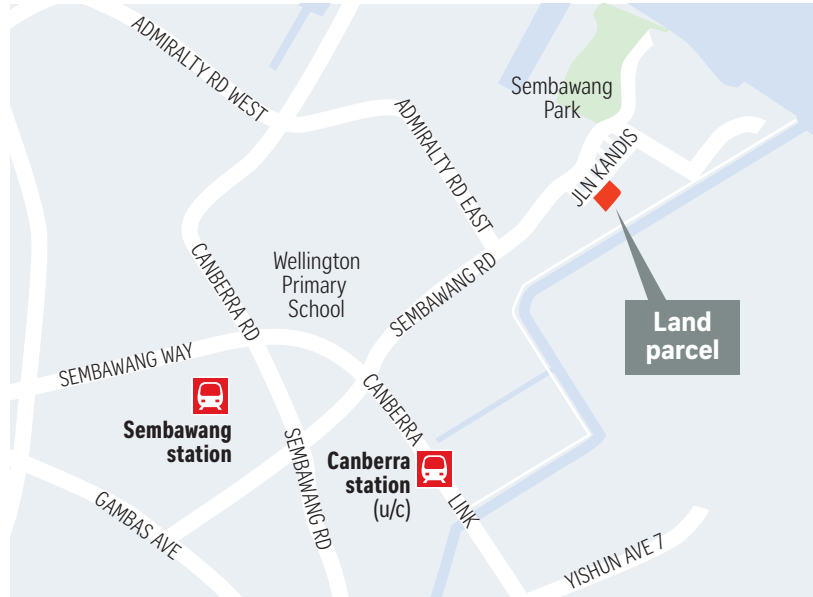 ADMIRALTY RD WEST
Sembawang
Park
ADMIRALTY RD EAST
JLN KANDIS
CANBERRA RD
Wellington
Primary
School
SEMBAWANG RD
Land
parcel
SEMBAWANG WAY
CANBERRA
LINK
Sembawang
station
SEMBAWANG RD
Canberra
station
(u/c)
GAMBAS AVE
YISHUN AVE 7